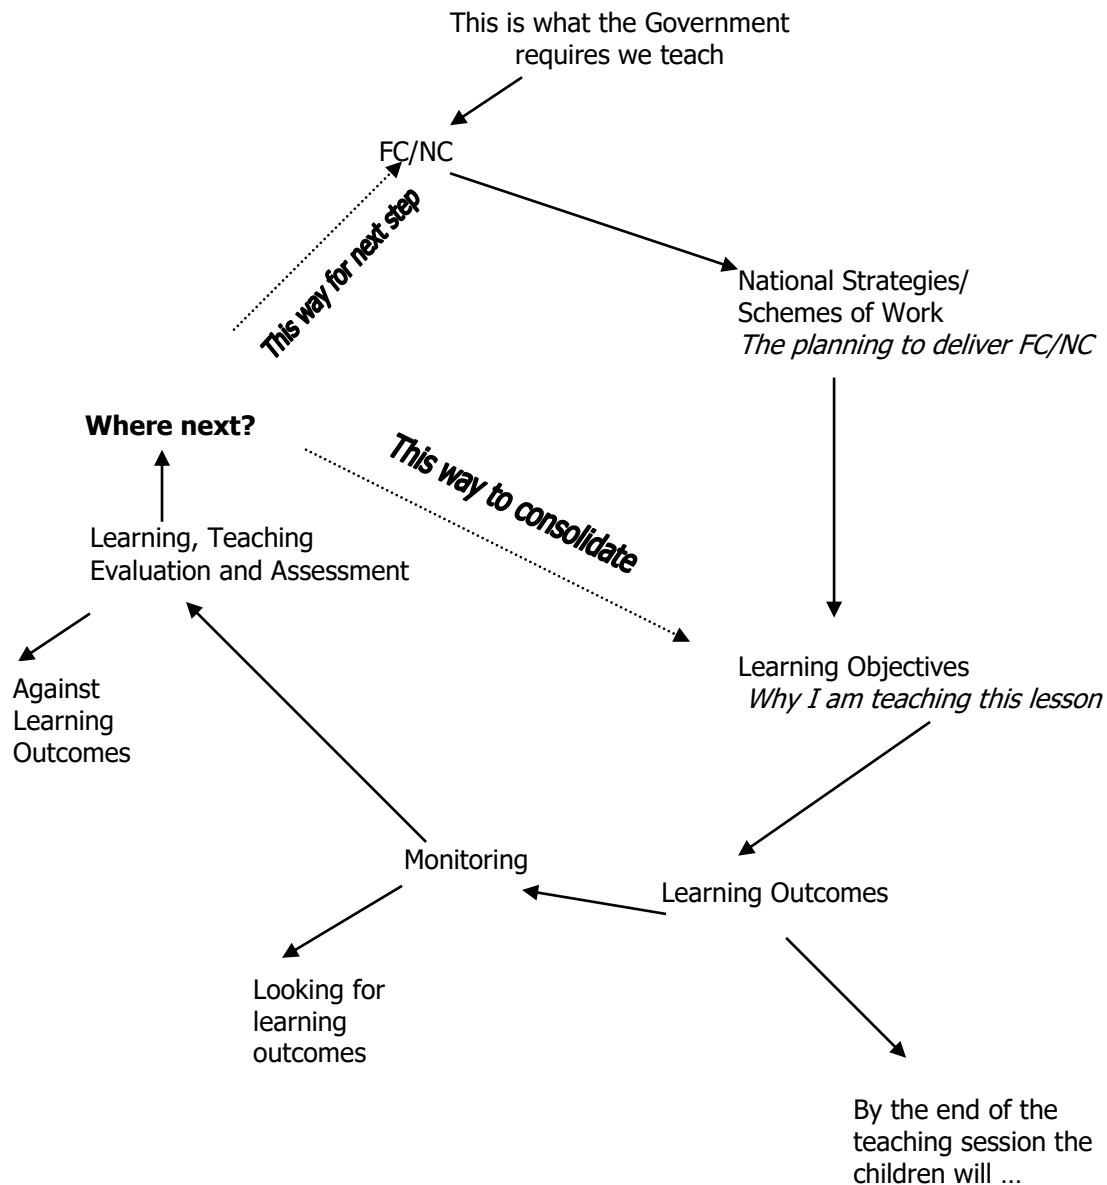 This is what the Government
requires we teach
FC/NC
This way for next step
National Strategies/
Schemes of Work
The planning to deliver FC/NC
Where next?
This way to consolidate
Learning, Teaching
Evaluation and Assessment
Against
Learning
Outcomes
Learning Objectives
Why I am teaching this lesson
Monitoring
Learning Outcomes
Looking for
learning
outcomes
By the end of the
teaching session the
children will …